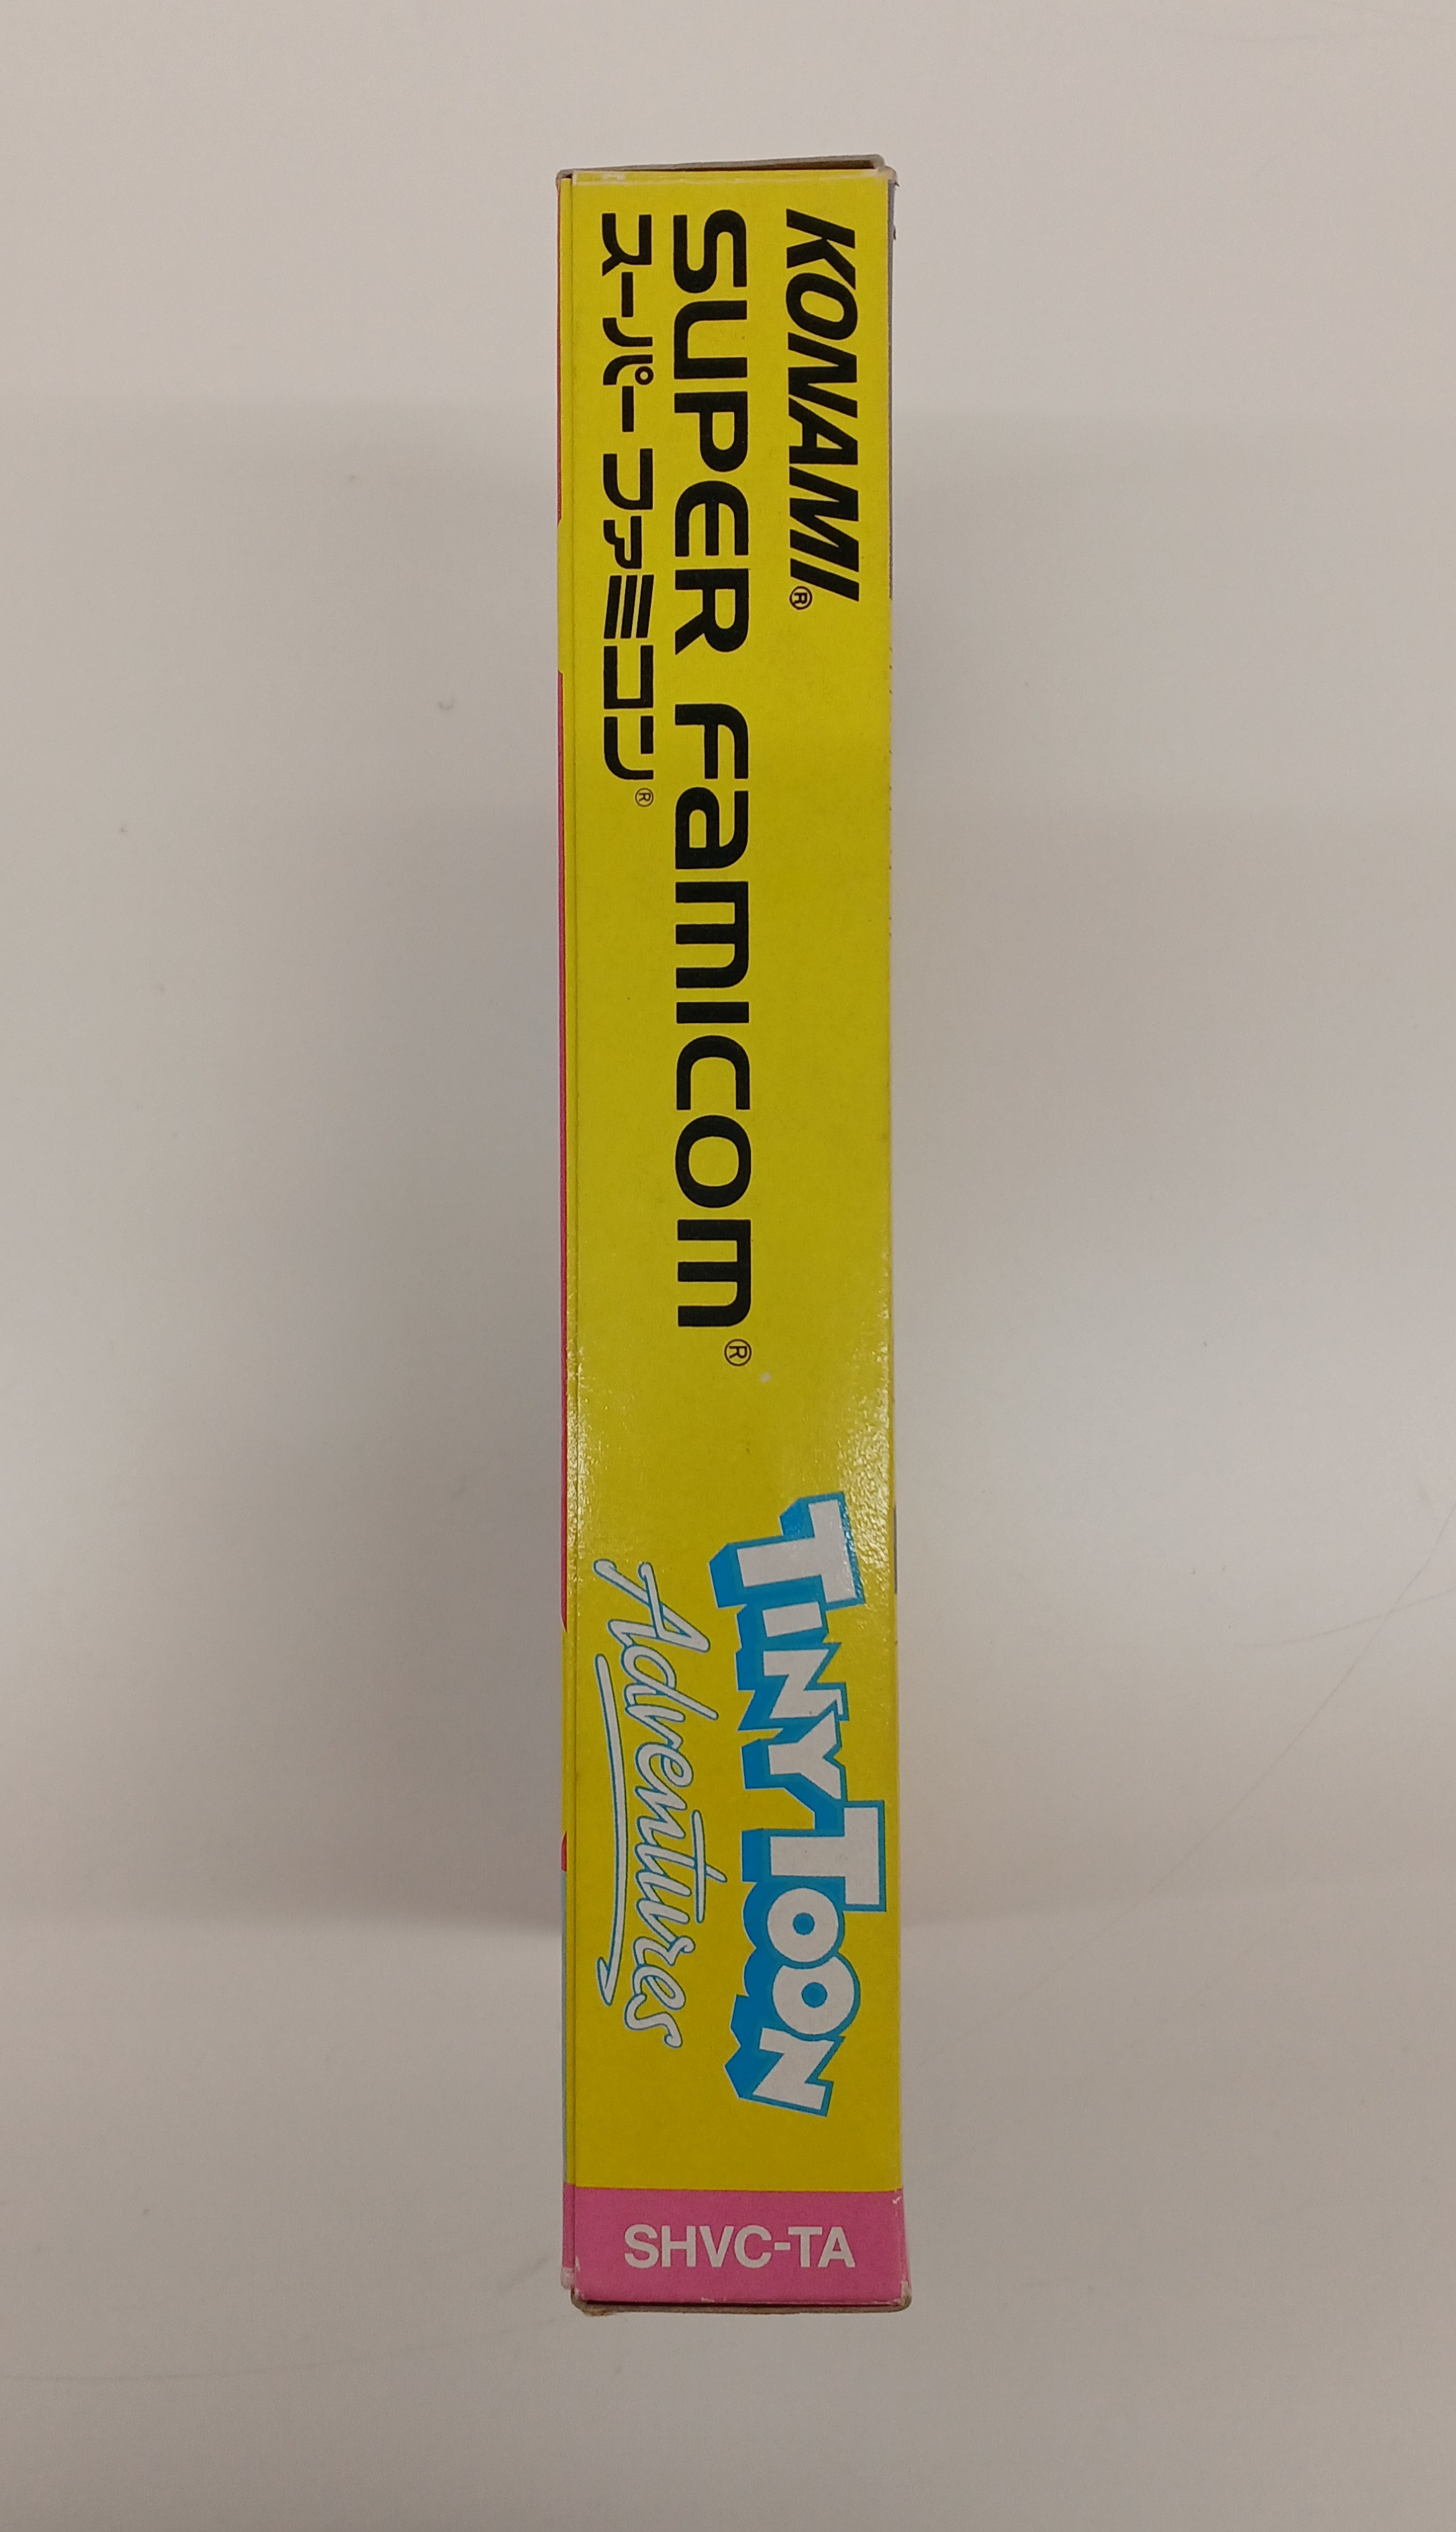 KONAMI®
SUPER Famicom®
スーパーファミコン®
TINY TOON
Adventures
SHVC-TA